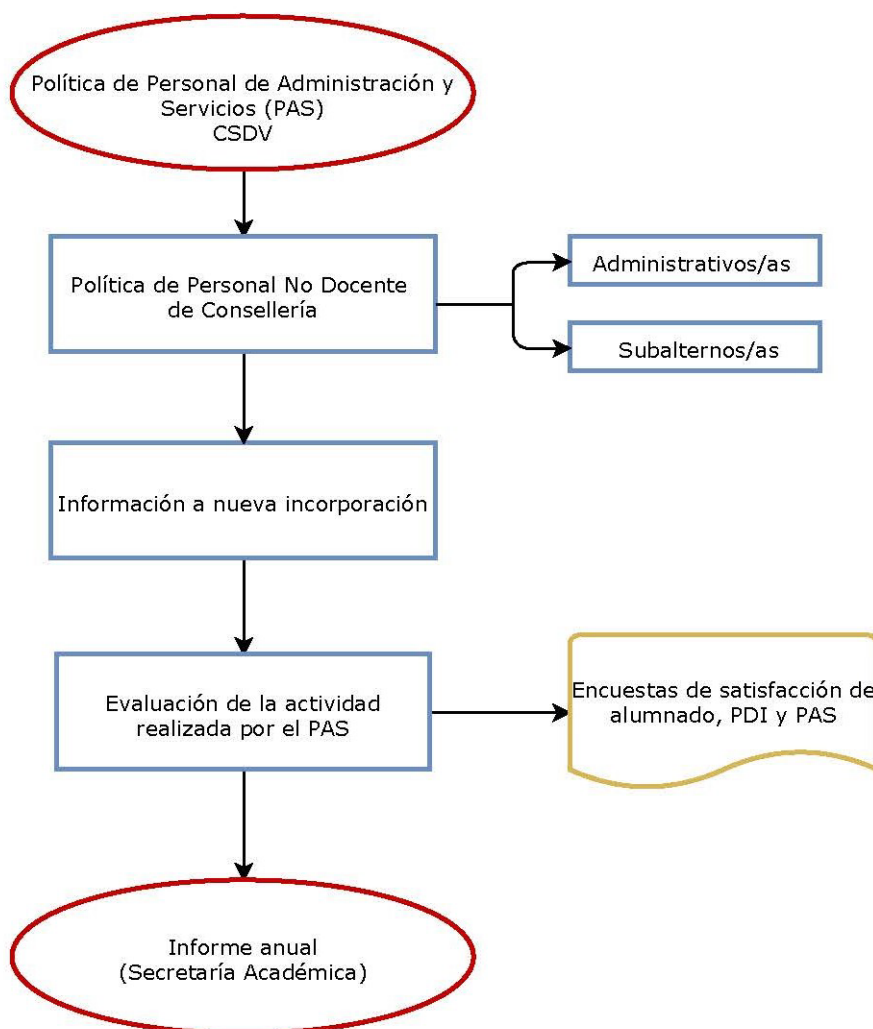 Política de Personal de Administración y
Servicios (PAS)
CSDV
Política de Personal No Docente
de Consellería
Administrativos/as
Subalternos/as
Información a nueva incorporación
Evaluación de la actividad
realizada por el PAS
Encuestas de satisfacción de
alumnado, PDI y PAS
Informe anual
(Secretaría Académica)